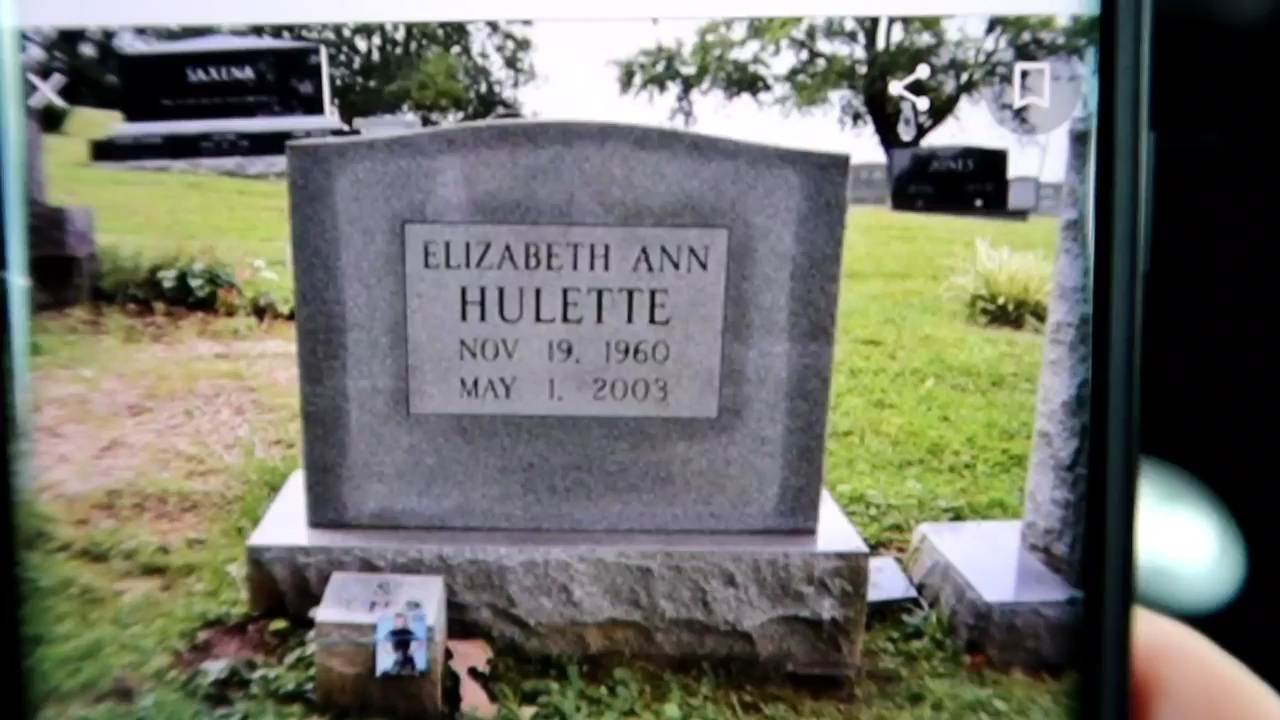 SAXENA
JONES
ELIZABETH ANN
HULETTE
NOV 19, 1960
MAY 1, 2003